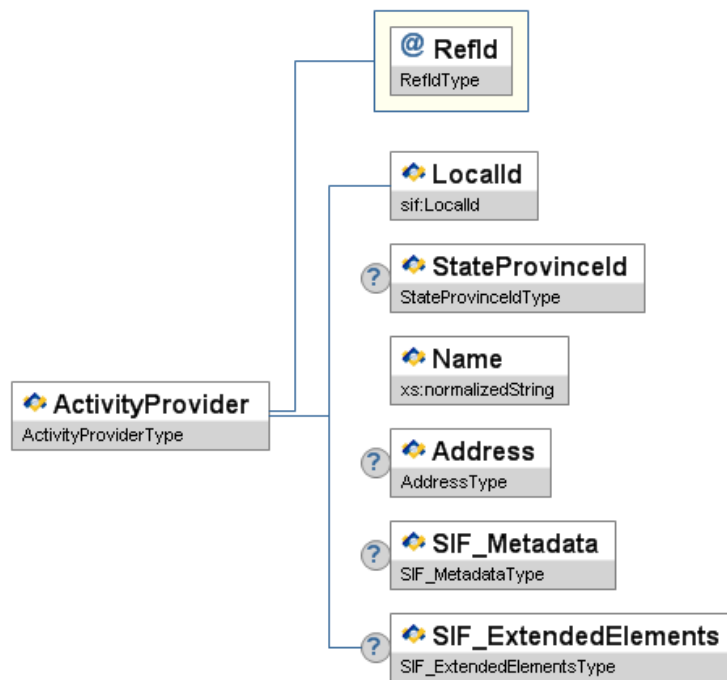 @ RefId
RefIdType
LocalId
sif:LocalId
? StateProvinceId
StateProvinceIdType
Name
xs:normalizedString
ActivityProvider
ActivityProviderType
? Address
AddressType
? SIF_Metadata
SIF_MetadataType
? SIF_ExtendedElements
SIF_ExtendedElementsType